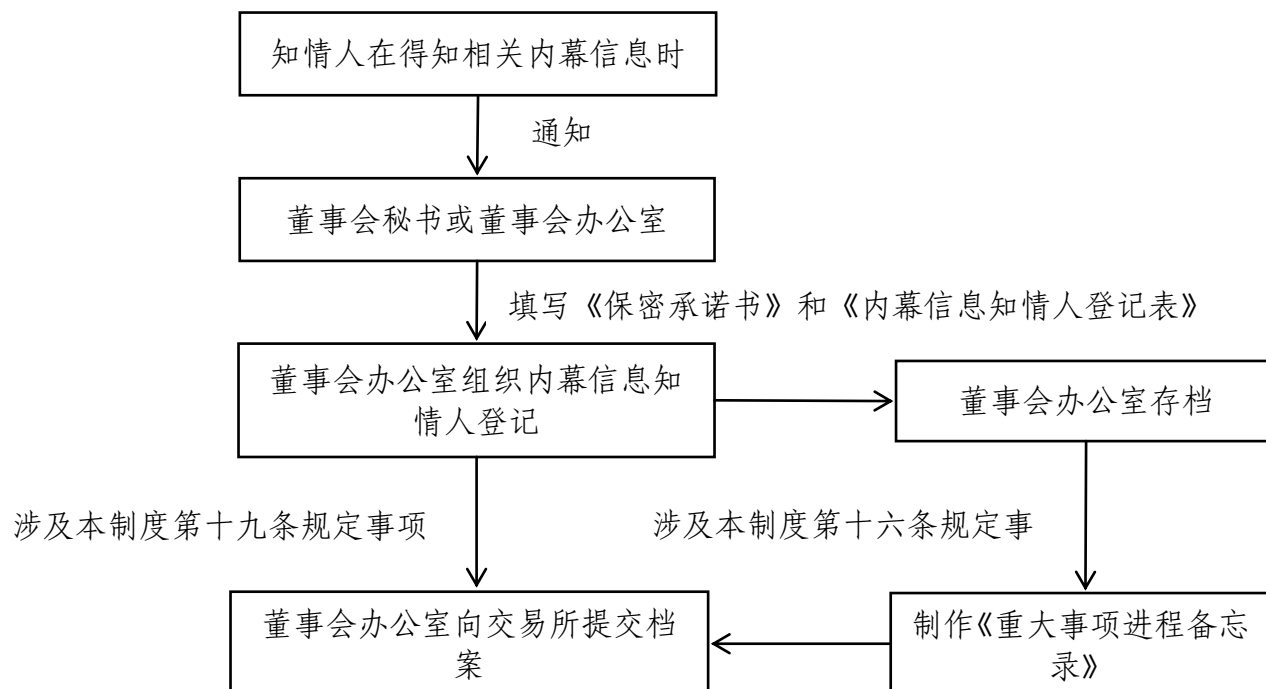 知情人在得知相关内幕信息时
通知
董事会秘书或董事会办公室
填写《保密承诺书》和《内幕信息知情人登记表》
董事会办公室组织内幕信息知
情人登记
董事会办公室存档
涉及本制度第十九条规定事项
涉及本制度第十六条规定事
董事会办公室向交易所提交档
案
制作《重大事项进程备忘
录》